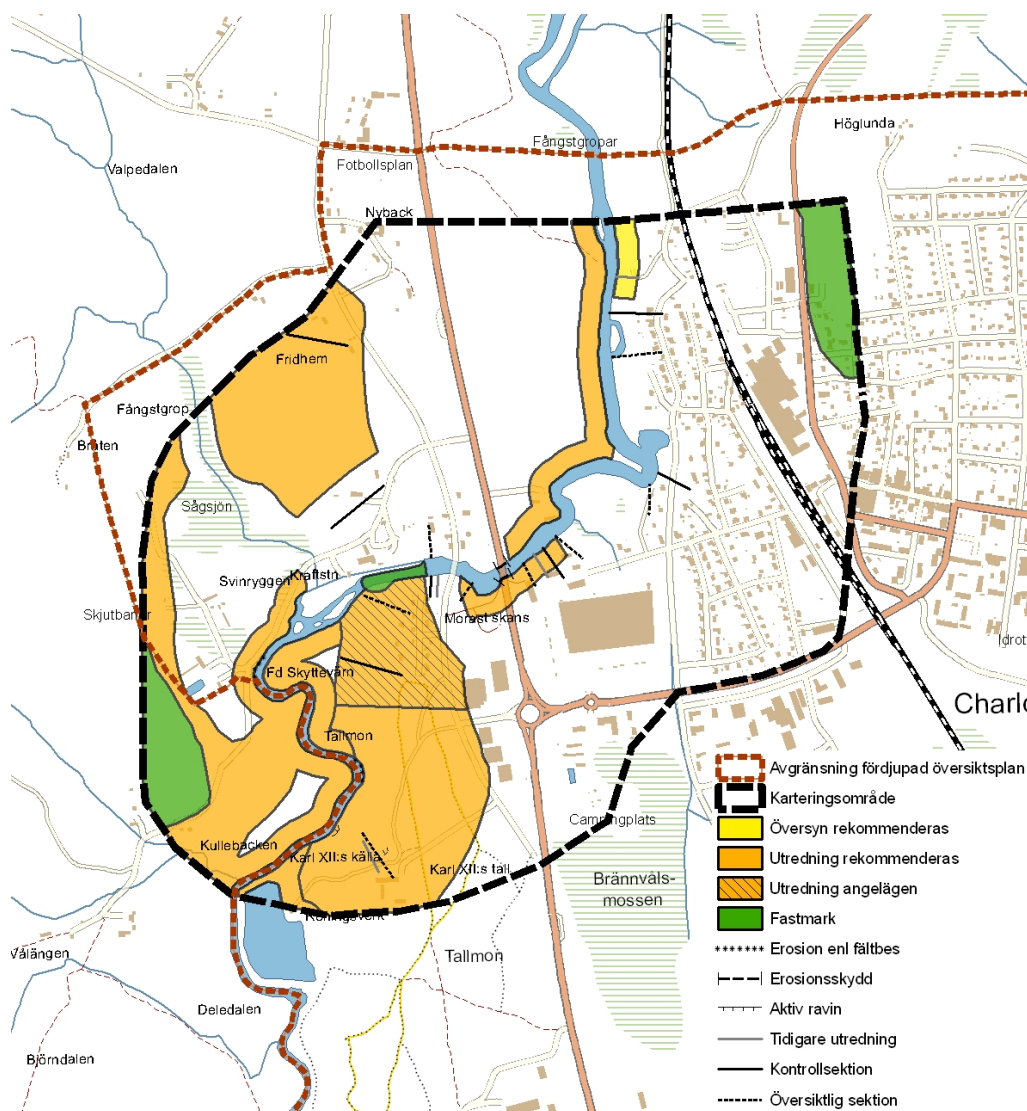 Höglunda
Fångstgropar
Fotbollsplan
Valpedalen
Nyback
Fridhem
Fångstgrop
Bråten
Sågsjön
Svinryggen
Kraftstn
Skjutbanor
Morast skans
Idrot
Fd Skyttevärn
Charlo
Tallmon
Avgränsning fördjupad översiktsplan
Karteringsområde
Campingplats
Översyn rekommenderas
Kullebacken
Karl XII:s källa
Utredning rekommenderas
Karl XII:s tall
Brännvåls-
mossen
Utredning angelägen
Fastmark
Vålängen
Tallmon
Erosion enl fältbes
Erosionsskydd
Deledalen
Aktiv ravin
Tidigare utredning
Björndalen
Kontrollsektion
Översiktlig sektion